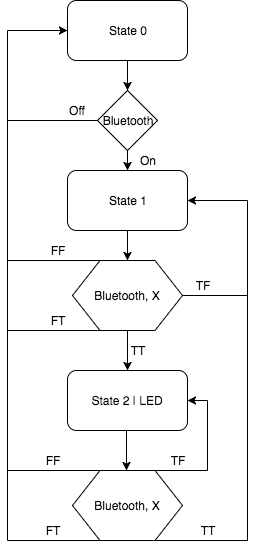 State 0
Off
Bluetooth
On
State 1
FF
Bluetooth, X
TF
FT
TT
State 2 | LED
FF
TF
Bluetooth, X
FT
TT